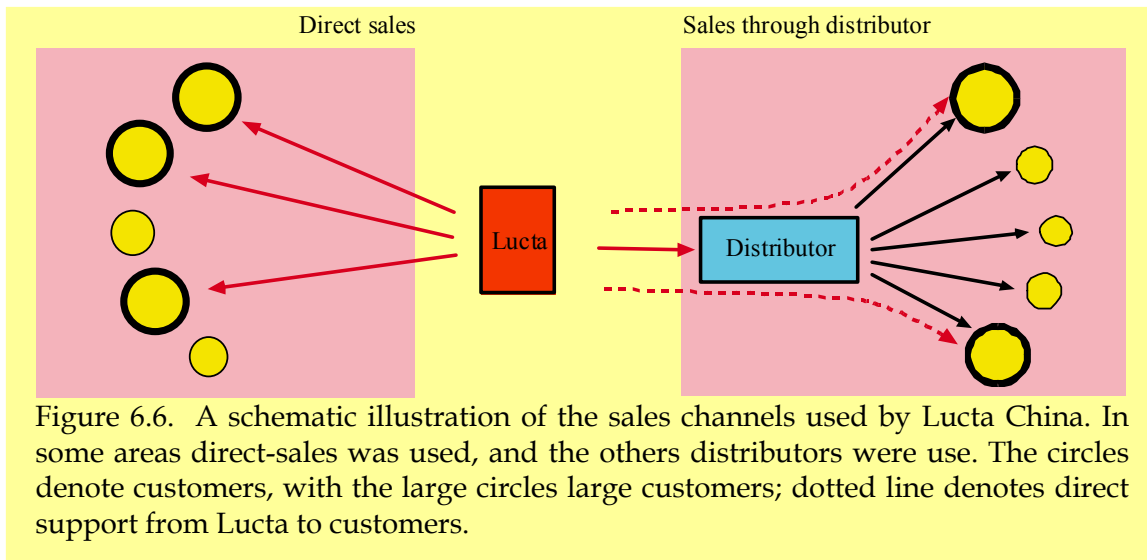 Direct sales
Sales through distributor
Lucta
Distributor
Figure 6.6. A schematic illustration of the sales channels used by Lucta China. In
some areas direct-sales was used, and the others distributors were use. The circles
denote customers, with the large circles large customers; dotted line denotes direct
support from Lucta to customers.